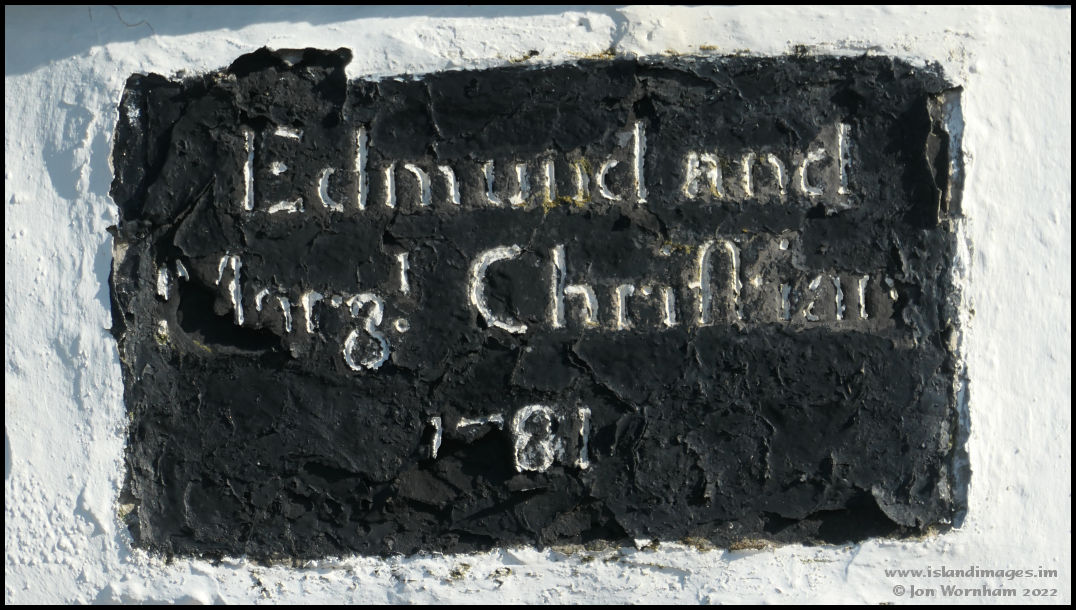 Edmund and
Marg.t Christian
1781
www.islandimages.im
© Jon Wornham 2022